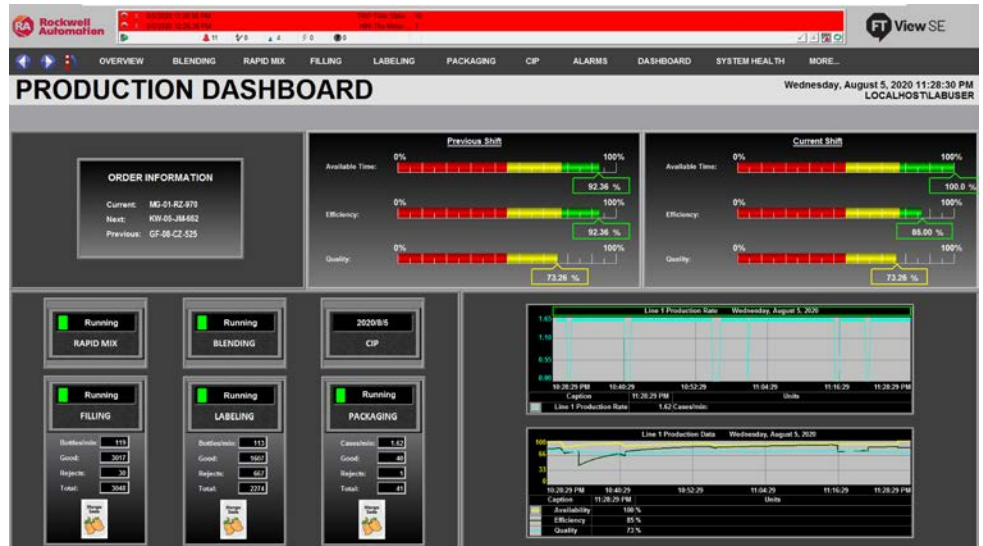 Rockwell
Automation
11
0
4
0
0
FT View SE
OVERVIEW BLENDING RAPID MIX FILLING LABELING PACKAGING CIP ALARMS DASHBOARD SYSTEM HEALTH MORE...
PRODUCTION DASHBOARD
Wednesday, August 5, 2020 11:28:30 PM
LOCALHOST\LABUSER
ORDER INFORMATION
Current: MG-01-RZ-970
Next: KW-05-JM-662
Previous: GF-08-CZ-525
Previous Shift
0% 100%
Available Time:
92.36 %
0% 100%
Efficiency:
92.36 %
0% 100%
Quality:
73.26 %
Current Shift
0% 100%
Available Time:
100.0 %
0% 100%
Efficiency:
85.00 %
0% 100%
Quality:
73.26 %
Running
RAPID MIX
Running
BLENDING
2020/8/5
CIP
Running
FILLING
Bottles/min: 119
Good: 3017
Rejects: 30
Total: 3048
Running
LABELING
Bottles/min: 113
Good: 1607
Rejects: 667
Total: 2274
Running
PACKAGING
Cases/min: 1.62
Good: 40
Rejects: 1
Total: 41
Line 1 Production Rate Wednesday, August 5, 2020
1.65
1.10
0.55
0.00
10:28:29 PM 10:40:29 10:52:29 11:04:29 11:16:29 11:28:29 PM
Caption 11:28:29 PM Units
Line 1 Production Rate 1.62 Cases/min:
Line 1 Production Data Wednesday, August 5, 2020
100
66
33
0
10:28:29 PM 10:40:29 10:52:29 11:04:29 11:16:29 11:28:29 PM
Caption 11:28:29 PM Units
Availability 100 %
Efficiency 85 %
Quality 73 %